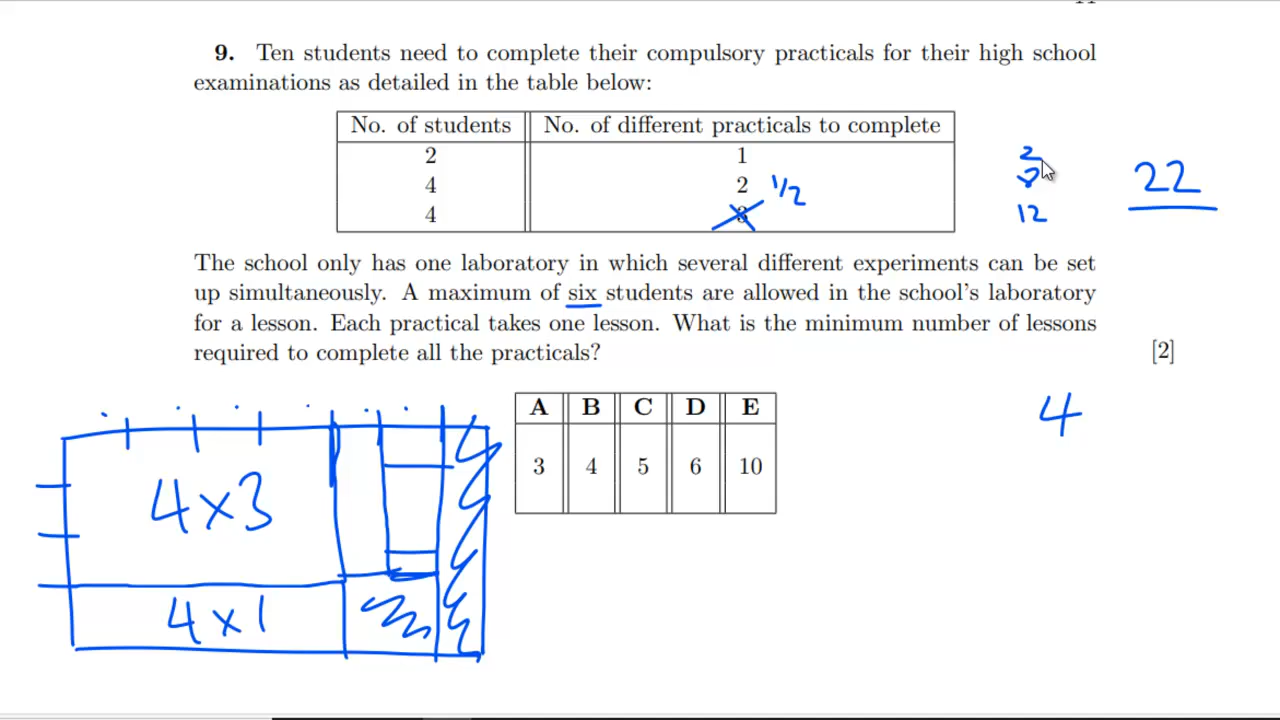 9. Ten students need to complete their compulsory practicals for their high school
examinations as detailed in the table below:
No. of students No. of different practicals to complete
2 1
4 2 1/2
4 3
2
8
12
22
The school only has one laboratory in which several different experiments can be set
up simultaneously. A maximum of six students are allowed in the school's laboratory
for a lesson. Each practical takes one lesson. What is the minimum number of lessons
required to complete all the practicals? [2]
A B C D E
3 4 5 6 10
4
4x3
4x1